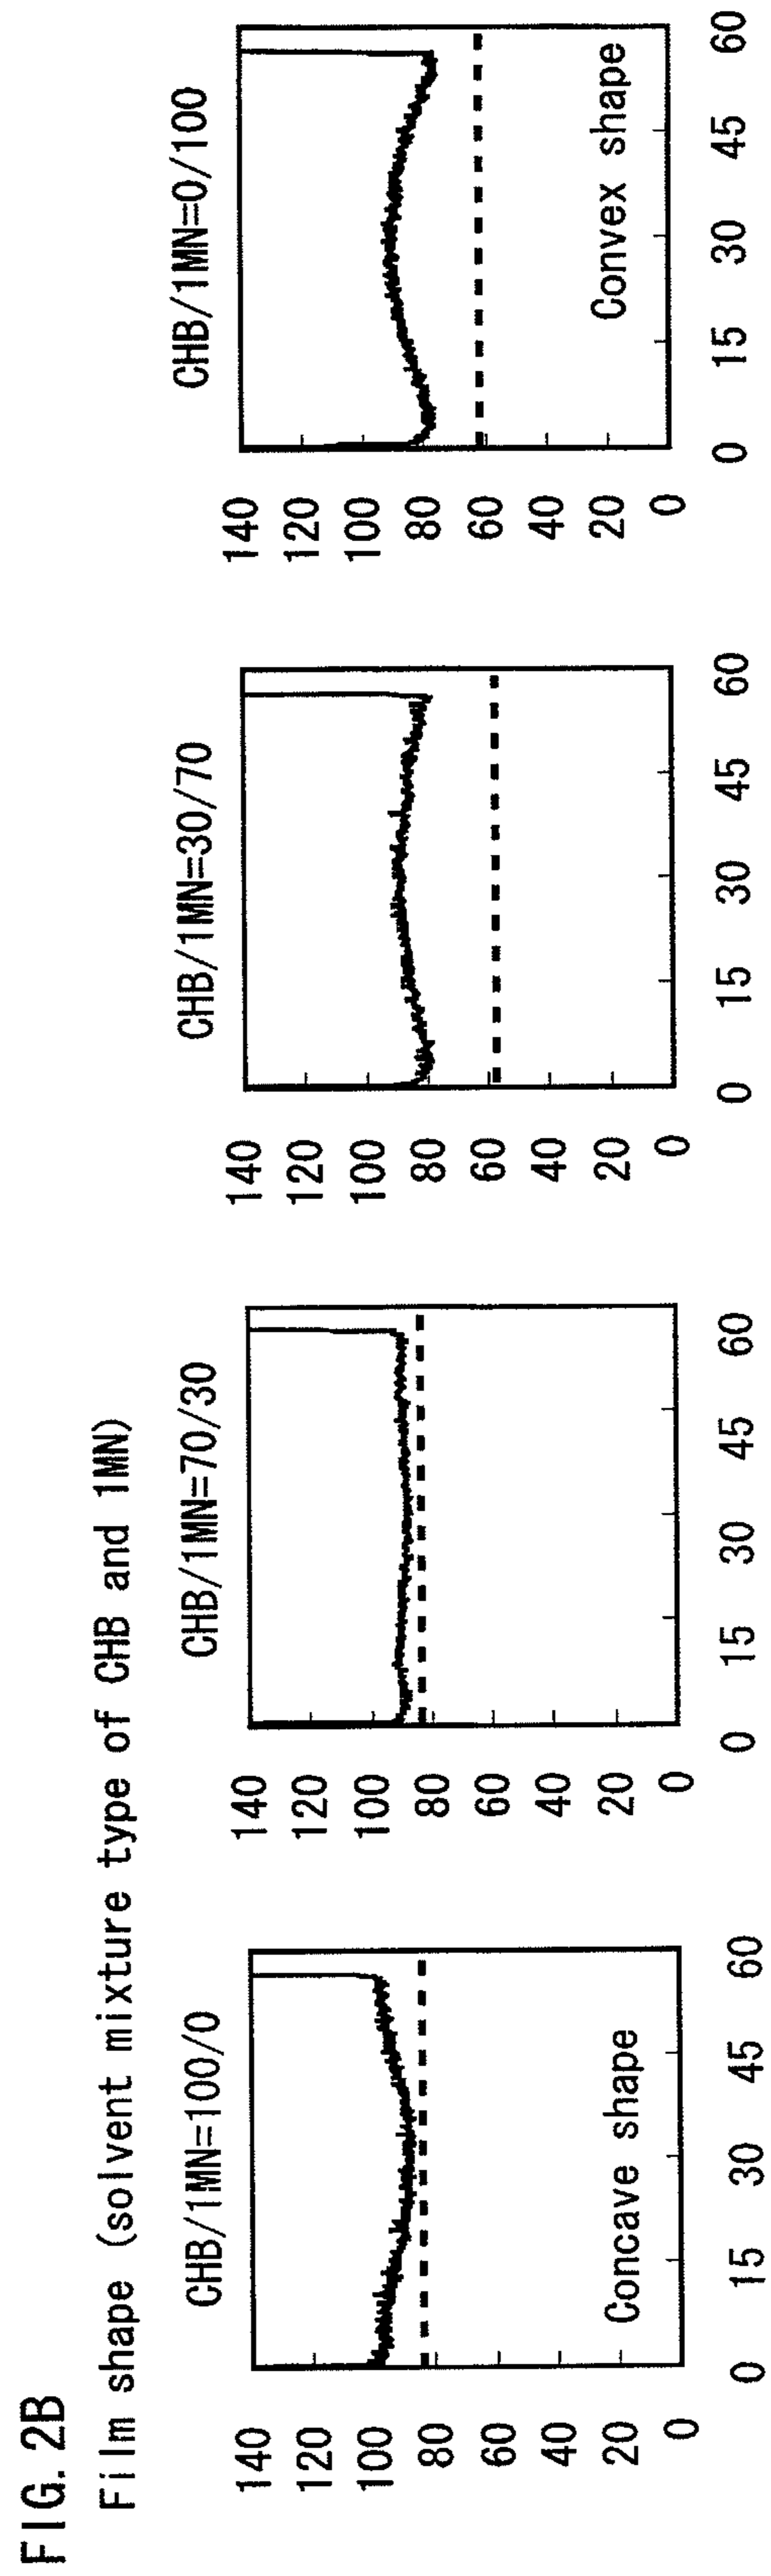 FIG. 2B
Film shape (solvent mixture type of CHB and 1MN)
CHB/1MN=100/0
140
120
100
80
60
40
20
0
Concave shape
0 15 30 45 60
CHB/1MN=70/30
140
120
100
80
60
40
20
0
0 15 30 45 60
CHB/1MN=30/70
140
120
100
80
60
40
20
0
0 15 30 45 60
CHB/1MN=0/100
140
120
100
80
60
40
20
0
Convex shape
0 15 30 45 60